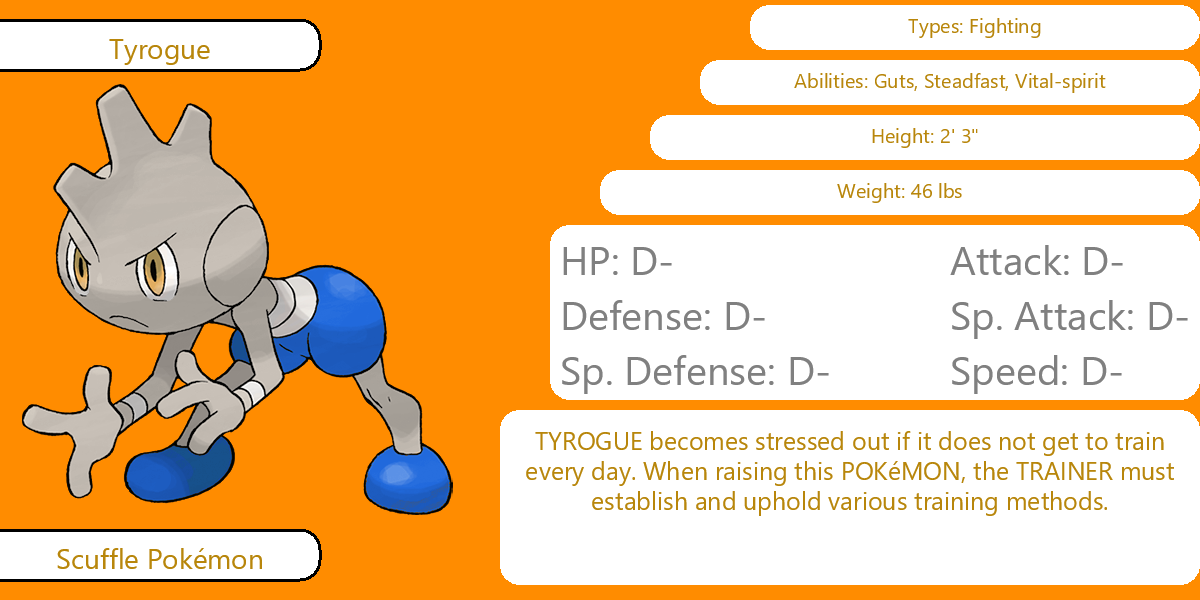 Tyrogue
Types: Fighting
Abilities: Guts, Steadfast, Vital-spirit
Height: 2' 3"
Weight: 46 lbs
HP: D-
Attack: D-
Defense: D-
Sp. Attack: D-
Sp. Defense: D-
Speed: D-
TYROGUE becomes stressed out if it does not get to train
every day. When raising this POKéMON, the TRAINER must
establish and uphold various training methods.
Scuffle Pokémon